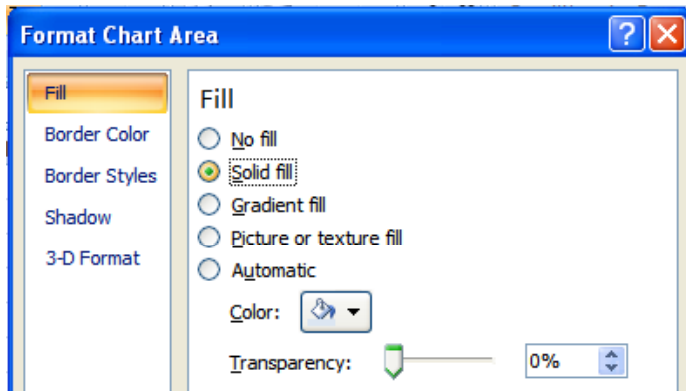 Format Chart Area
?
Fill
Border Color
Border Styles
Shadow
3-D Format
Fill
No fill
Solid fill
Gradient fill
Picture or texture fill
Automatic
Color:
Transparency: 0%